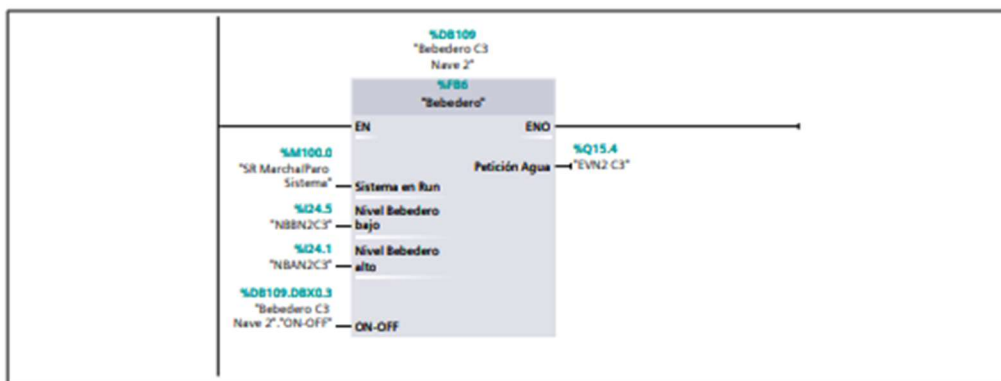 %DB109
"Bebedero C3
Nave 2"
%FB6
"Bebedero"
EN
ENO
%M100.0
"SR Marcha/Paro
Sistema"
Sistema en Run
Petición Agua
%Q15.4
"EVN2 C3"
%I24.5
"NBBN2C3"
Nivel Bebedero
bajo
%I24.1
"NBAN2C3"
Nivel Bebedero
alto
%DB109.DBX0.3
"Bebedero C3
Nave 2"."ON-OFF"
ON-OFF